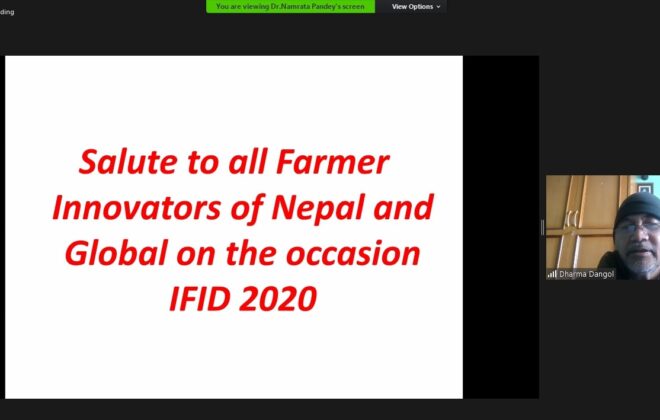 ding
You are viewing Dr.Namrata Pandey's screen
View Options
Salute to all Farmer
Innovators of Nepal and
Global on the occasion
IFID 2020
Dharma Dangol